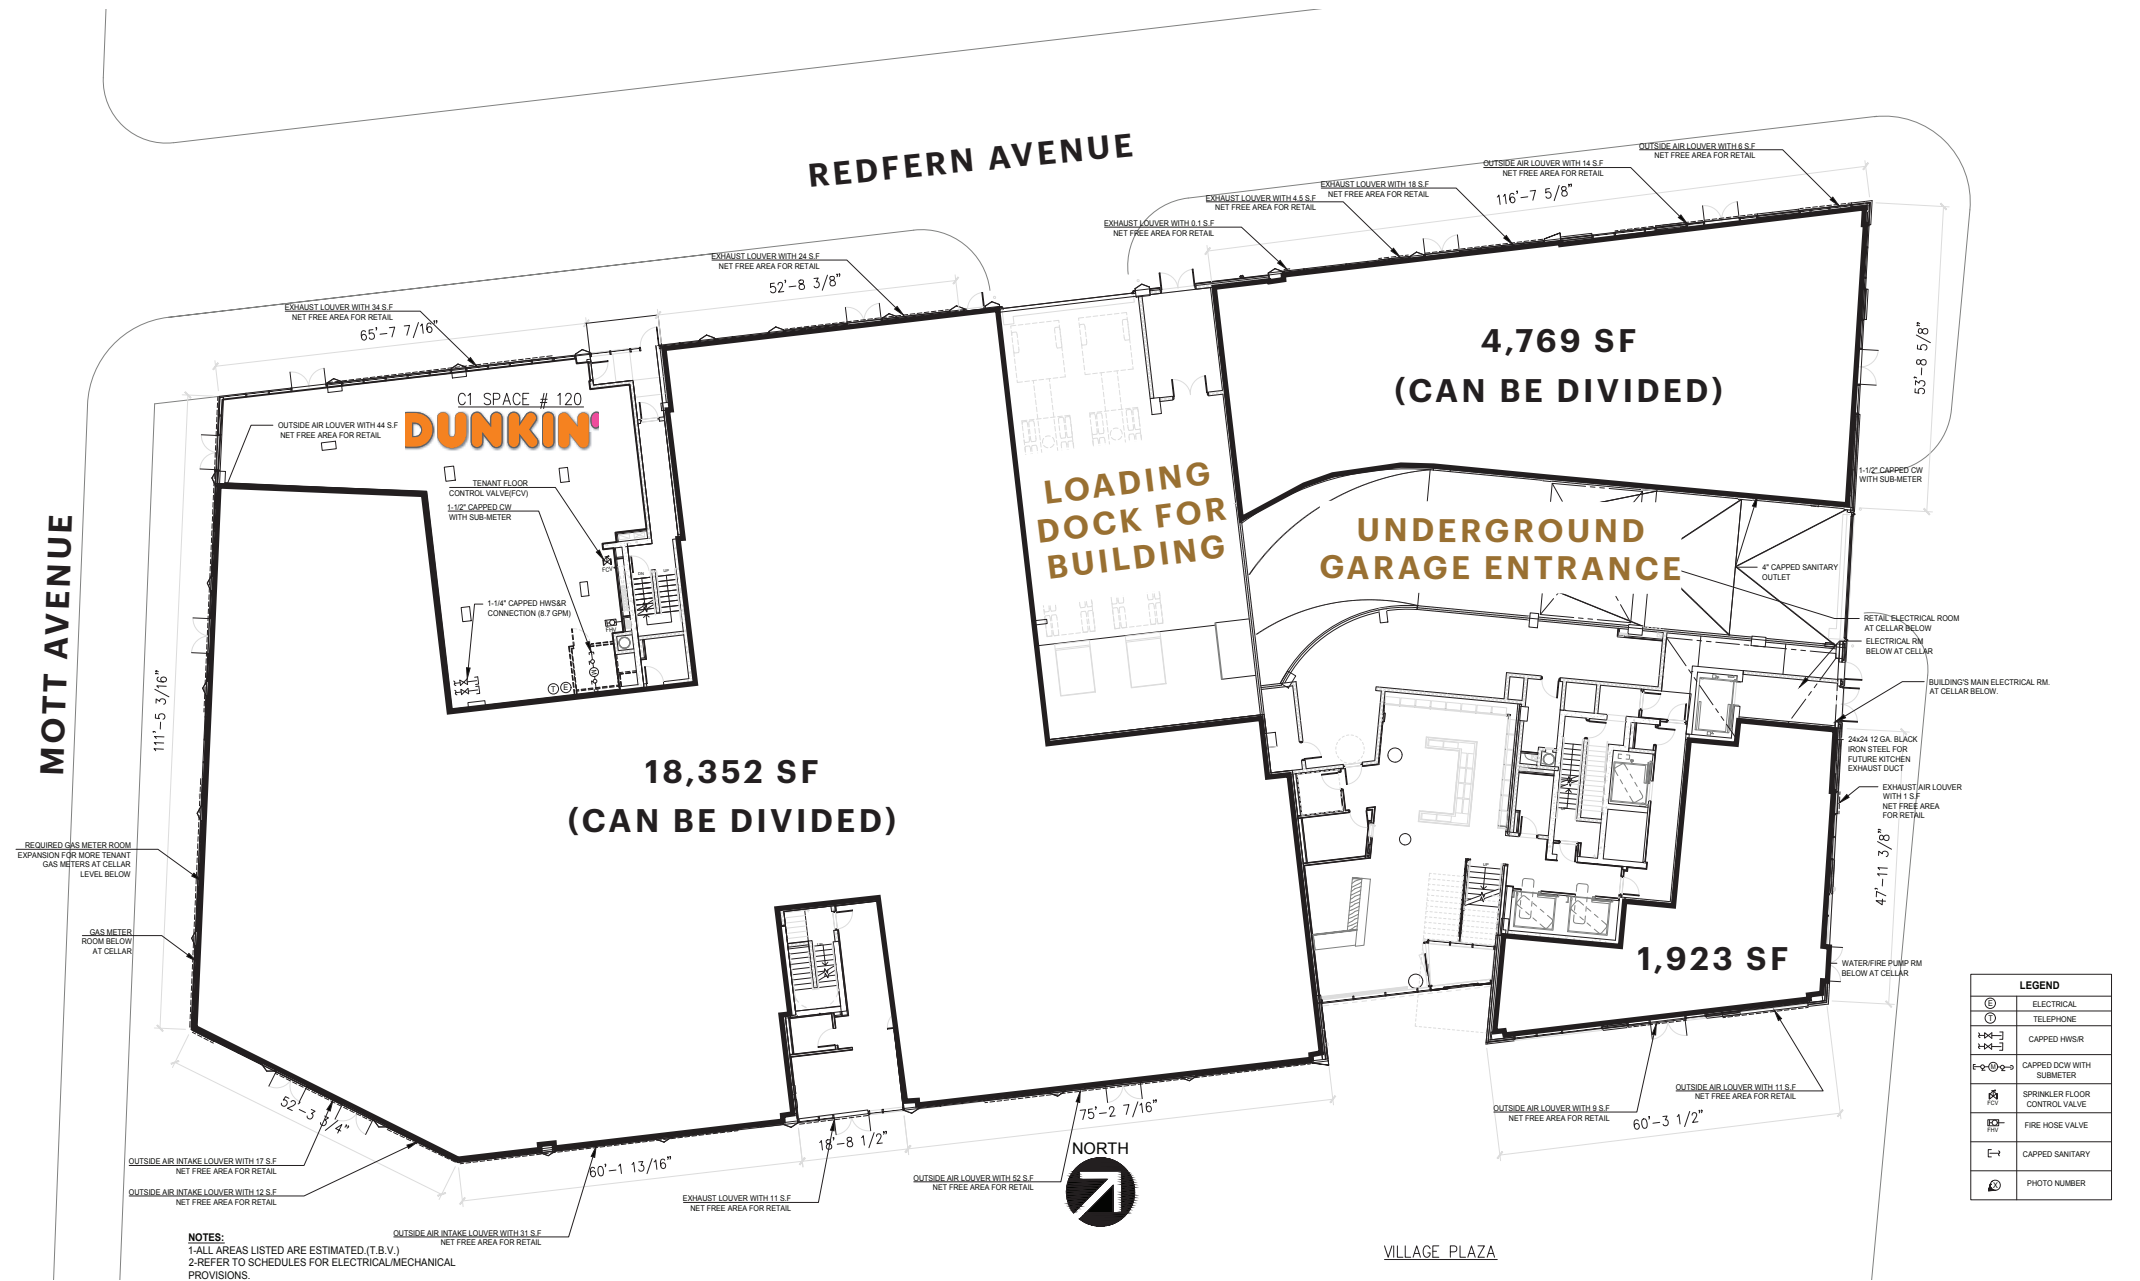 REDFERN AVENUE
MOTT AVENUE
OUTSIDE AIR LOUVER WITH 6 S.F
NET FREE AREA FOR RETAIL
OUTSIDE AIR LOUVER WITH 14 S.F
NET FREE AREA FOR RETAIL
116'-7 5/8"
EXHAUST LOUVER WITH 18 S.F
NET FREE AREA FOR RETAIL
EXHAUST LOUVER WITH 4.5 S.F
NET FREE AREA FOR RETAIL
EXHAUST LOUVER WITH 0.1 S.F
NET FREE AREA FOR RETAIL
EXHAUST LOUVER WITH 24 S.F
NET FREE AREA FOR RETAIL
52'-8 3/8"
EXHAUST LOUVER WITH 34 S.F
NET FREE AREA FOR RETAIL
65'-7 7/16"
4,769 SF
(CAN BE DIVIDED)
53'-8 5/8"
C1 SPACE # 120
DUNKIN'
OUTSIDE AIR LOUVER WITH 44 S.F
NET FREE AREA FOR RETAIL
TENANT FLOOR
CONTROL VALVE(FCV)
1-1/2" CAPPED CW
WITH SUB-METER
FCV
DN
UP
1-1/4" CAPPED HWS&R
CONNECTION (8.7 GPM)
FHV
M
T
E
LOADING
DOCK FOR
BUILDING
UNDERGROUND
GARAGE ENTRANCE
1-1/2" CAPPED CW
WITH SUB-METER
4" CAPPED SANITARY
OUTLET
RETAIL ELECTRICAL ROOM
AT CELLAR BELOW
ELECTRICAL RM
BELOW AT CELLAR
BUILDING'S MAIN ELECTRICAL RM.
AT CELLAR BELOW.
24x24 12 GA. BLACK
IRON STEEL FOR
FUTURE KITCHEN
EXHAUST DUCT
EXHAUST AIR LOUVER
WITH 1 S.F
NET FREE AREA
FOR RETAIL
47'-11 3/8"
111'-5 3/16"
18,352 SF
(CAN BE DIVIDED)
REQUIRED GAS METER ROOM
EXPANSION FOR MORE TENANT
GAS METERS AT CELLAR
LEVEL BELOW
GAS METER
ROOM BELOW
AT CELLAR
UP
1,923 SF
WATER/FIRE PUMP RM
BELOW AT CELLAR
52'-3 3/4"
OUTSIDE AIR INTAKE LOUVER WITH 17 S.F
NET FREE AREA FOR RETAIL
OUTSIDE AIR INTAKE LOUVER WITH 12 S.F
NET FREE AREA FOR RETAIL
60'-1 13/16"
18'-8 1/2"
75'-2 7/16"
OUTSIDE AIR INTAKE LOUVER WITH 31 S.F
NET FREE AREA FOR RETAIL
EXHAUST LOUVER WITH 11 S.F
NET FREE AREA FOR RETAIL
OUTSIDE AIR LOUVER WITH 52 S.F
NET FREE AREA FOR RETAIL
NORTH
OUTSIDE AIR LOUVER WITH 11 S.F
NET FREE AREA FOR RETAIL
OUTSIDE AIR LOUVER WITH 9 S.F
NET FREE AREA FOR RETAIL
60'-3 1/2"
VILLAGE PLAZA
NOTES:
1-ALL AREAS LISTED ARE ESTIMATED.(T.B.V.)
2-REFER TO SCHEDULES FOR ELECTRICAL/MECHANICAL
PROVISIONS.
LEGEND
E ELECTRICAL
T TELEPHONE
CAPPED HWS/R
M CAPPED DCW WITH
SUBMETER
FCV SPRINKLER FLOOR
CONTROL VALVE
FHV FIRE HOSE VALVE
CAPPED SANITARY
X PHOTO NUMBER